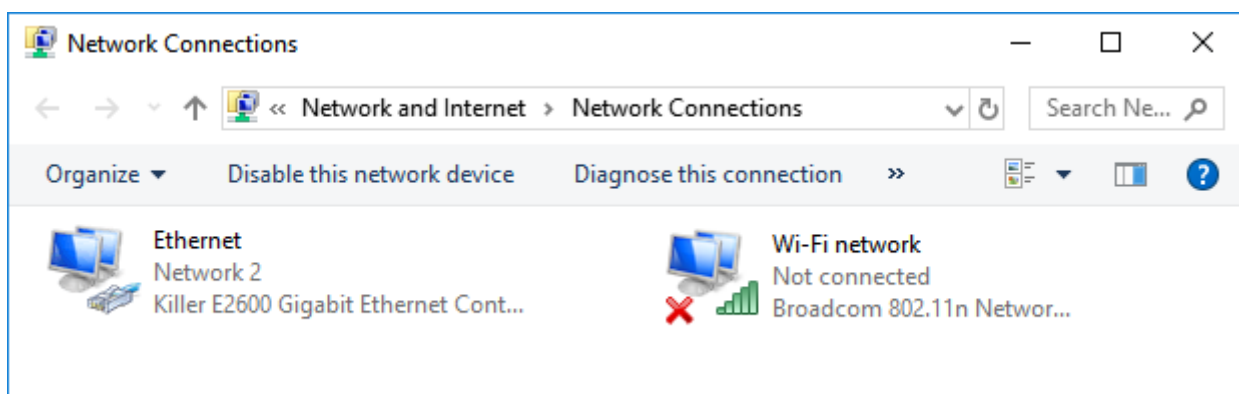 Network Connections
« Network and Internet > Network Connections
Search Ne...
Organize Disable this network device Diagnose this connection »
Ethernet
Network 2
Killer E2600 Gigabit Ethernet Cont...
Wi-Fi network
Not connected
Broadcom 802.11n Networ...